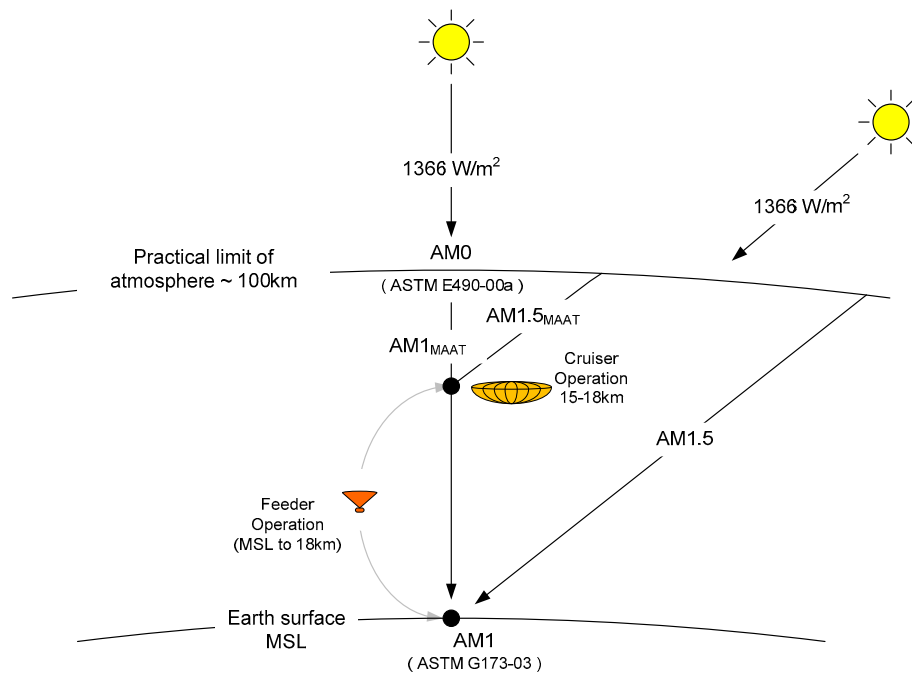 1366 W/m²
1366 W/m²
Practical limit of
atmosphere ~ 100km
AM0
( ASTM E490-00a )
AM1.5MAAT
AM1MAAT
Cruiser
Operation
15-18km
AM1.5
Feeder
Operation
(MSL to 18km)
Earth surface
MSL
AM1
( ASTM G173-03 )